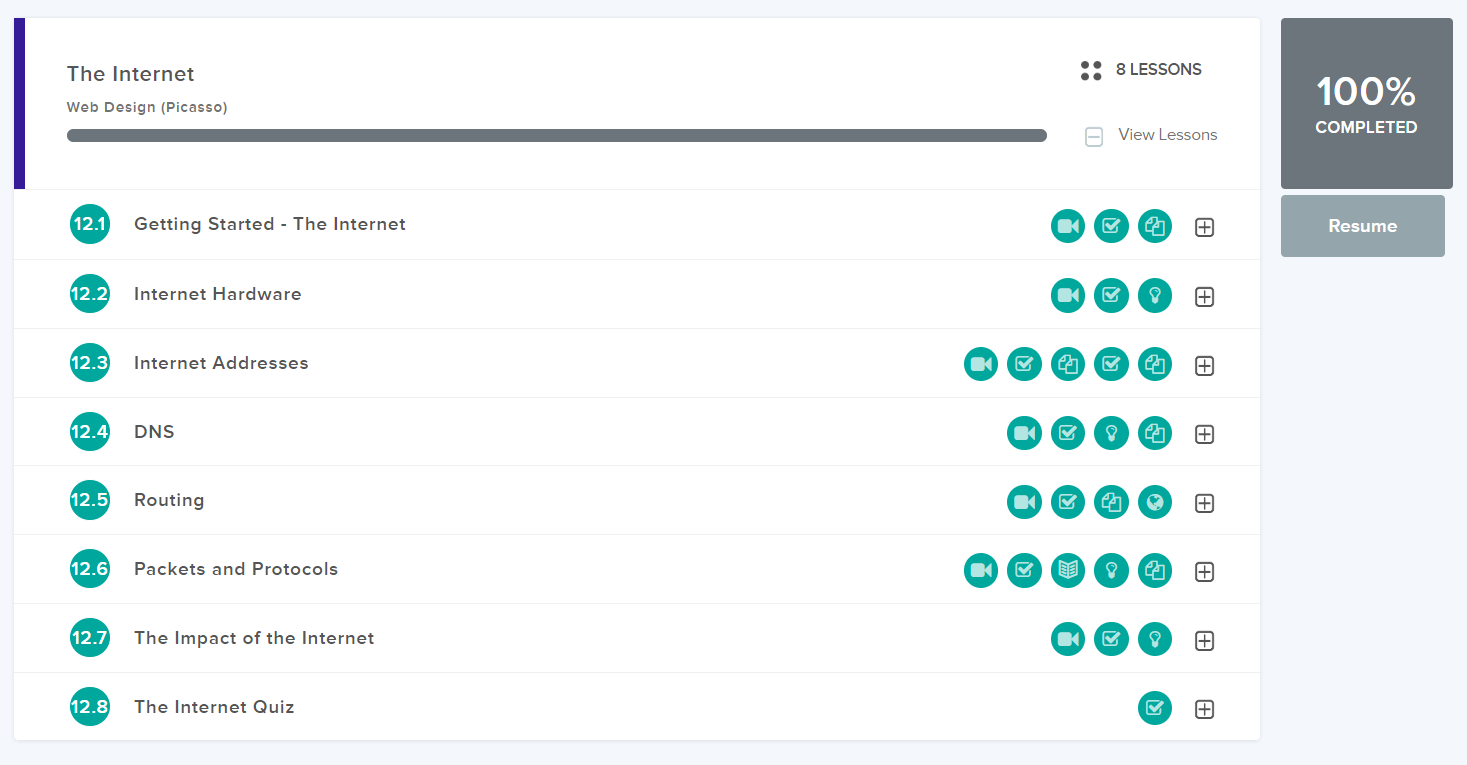 The Internet
8 LESSONS
Web Design (Picasso)
View Lessons
100%
COMPLETED
Resume
12.1 Getting Started - The Internet
12.2 Internet Hardware
12.3 Internet Addresses
12.4 DNS
12.5 Routing
12.6 Packets and Protocols
12.7 The Impact of the Internet
12.8 The Internet Quiz